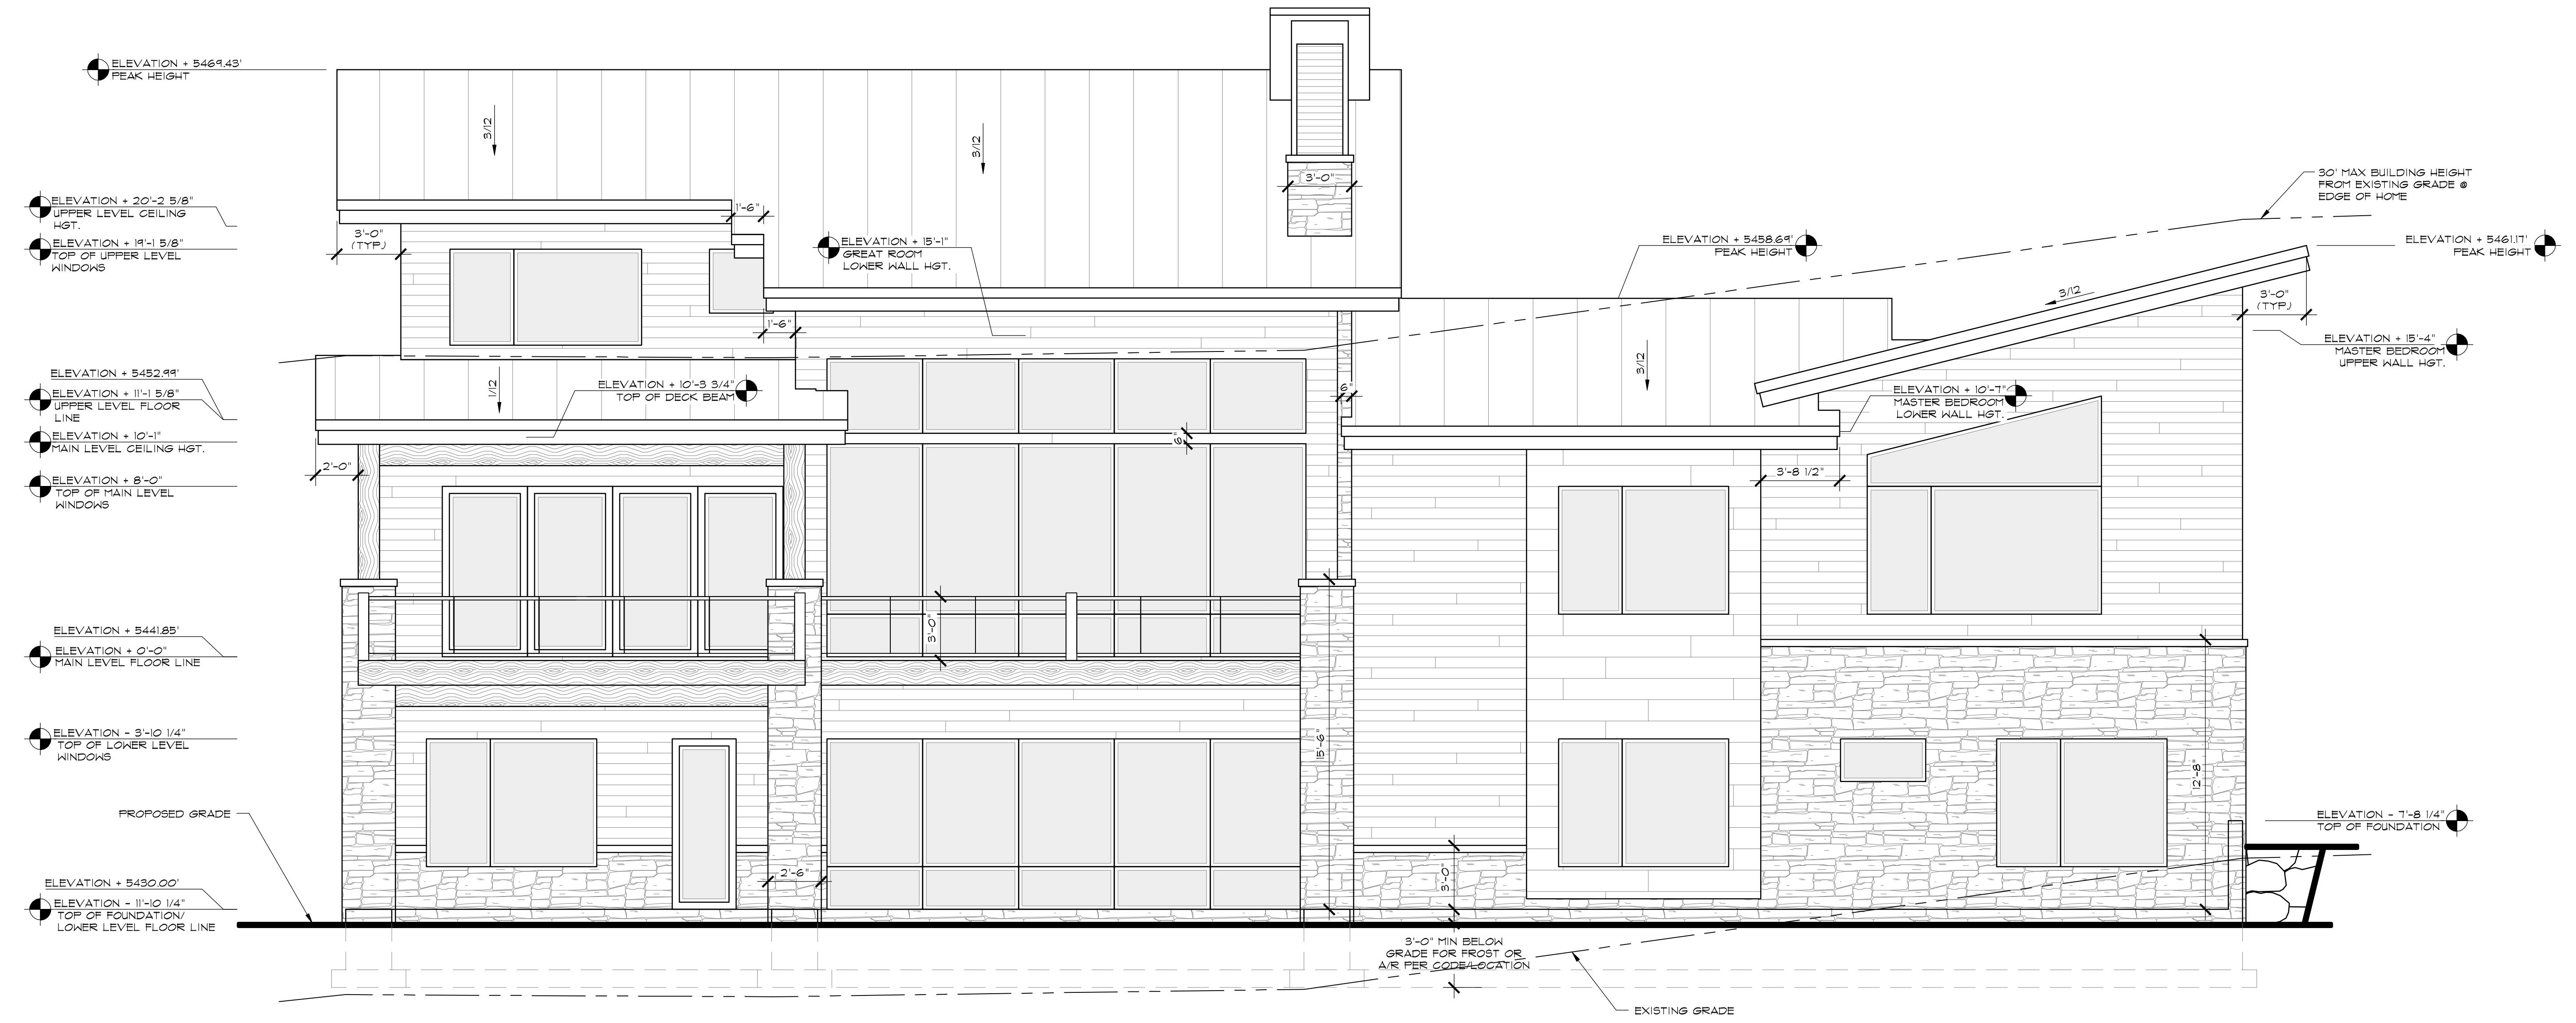 ELEVATION + 5469.43'
PEAK HEIGHT
3/12
3/12
3'-0"
30' MAX BUILDING HEIGHT
FROM EXISTING GRADE @
EDGE OF HOME
ELEVATION + 20'-2 5/8"
UPPER LEVEL CEILING
HGT.
1'-6"
3'-0"
(TYP.)
ELEVATION + 19'-1 5/8"
TOP OF UPPER LEVEL
WINDOWS
ELEVATION + 15'-1"
GREAT ROOM
LOWER WALL HGT.
ELEVATION + 5458.69'
PEAK HEIGHT
ELEVATION + 5461.17'
PEAK HEIGHT
3/12
3'-0"
(TYP.)
1'-6"
ELEVATION + 15'-4"
MASTER BEDROOM
UPPER WALL HGT.
3/12
ELEVATION + 5452.99'
ELEVATION + 11'-1 5/8"
UPPER LEVEL FLOOR
LINE
1/12
ELEVATION + 10'-3 3/4"
TOP OF DECK BEAM
6"
ELEVATION + 10'-7"
MASTER BEDROOM
LOWER WALL HGT.
ELEVATION + 10'-1"
MAIN LEVEL CEILING HGT.
6"
2'-0"
3'-8 1/2"
ELEVATION + 8'-0"
TOP OF MAIN LEVEL
WINDOWS
ELEVATION + 5441.85'
ELEVATION + 0'-0"
MAIN LEVEL FLOOR LINE
3'-0"
ELEVATION - 3'-10 1/4"
TOP OF LOWER LEVEL
WINDOWS
15'-6"
12'-8"
PROPOSED GRADE
ELEVATION - 7'-8 1/4"
TOP OF FOUNDATION
ELEVATION + 5430.00'
ELEVATION - 11'-10 1/4"
TOP OF FOUNDATION/
LOWER LEVEL FLOOR LINE
2'-6"
3'-0"
3'-0" MIN BELOW
GRADE FOR FROST OR
A/R PER CODE/LOCATION
EXISTING GRADE